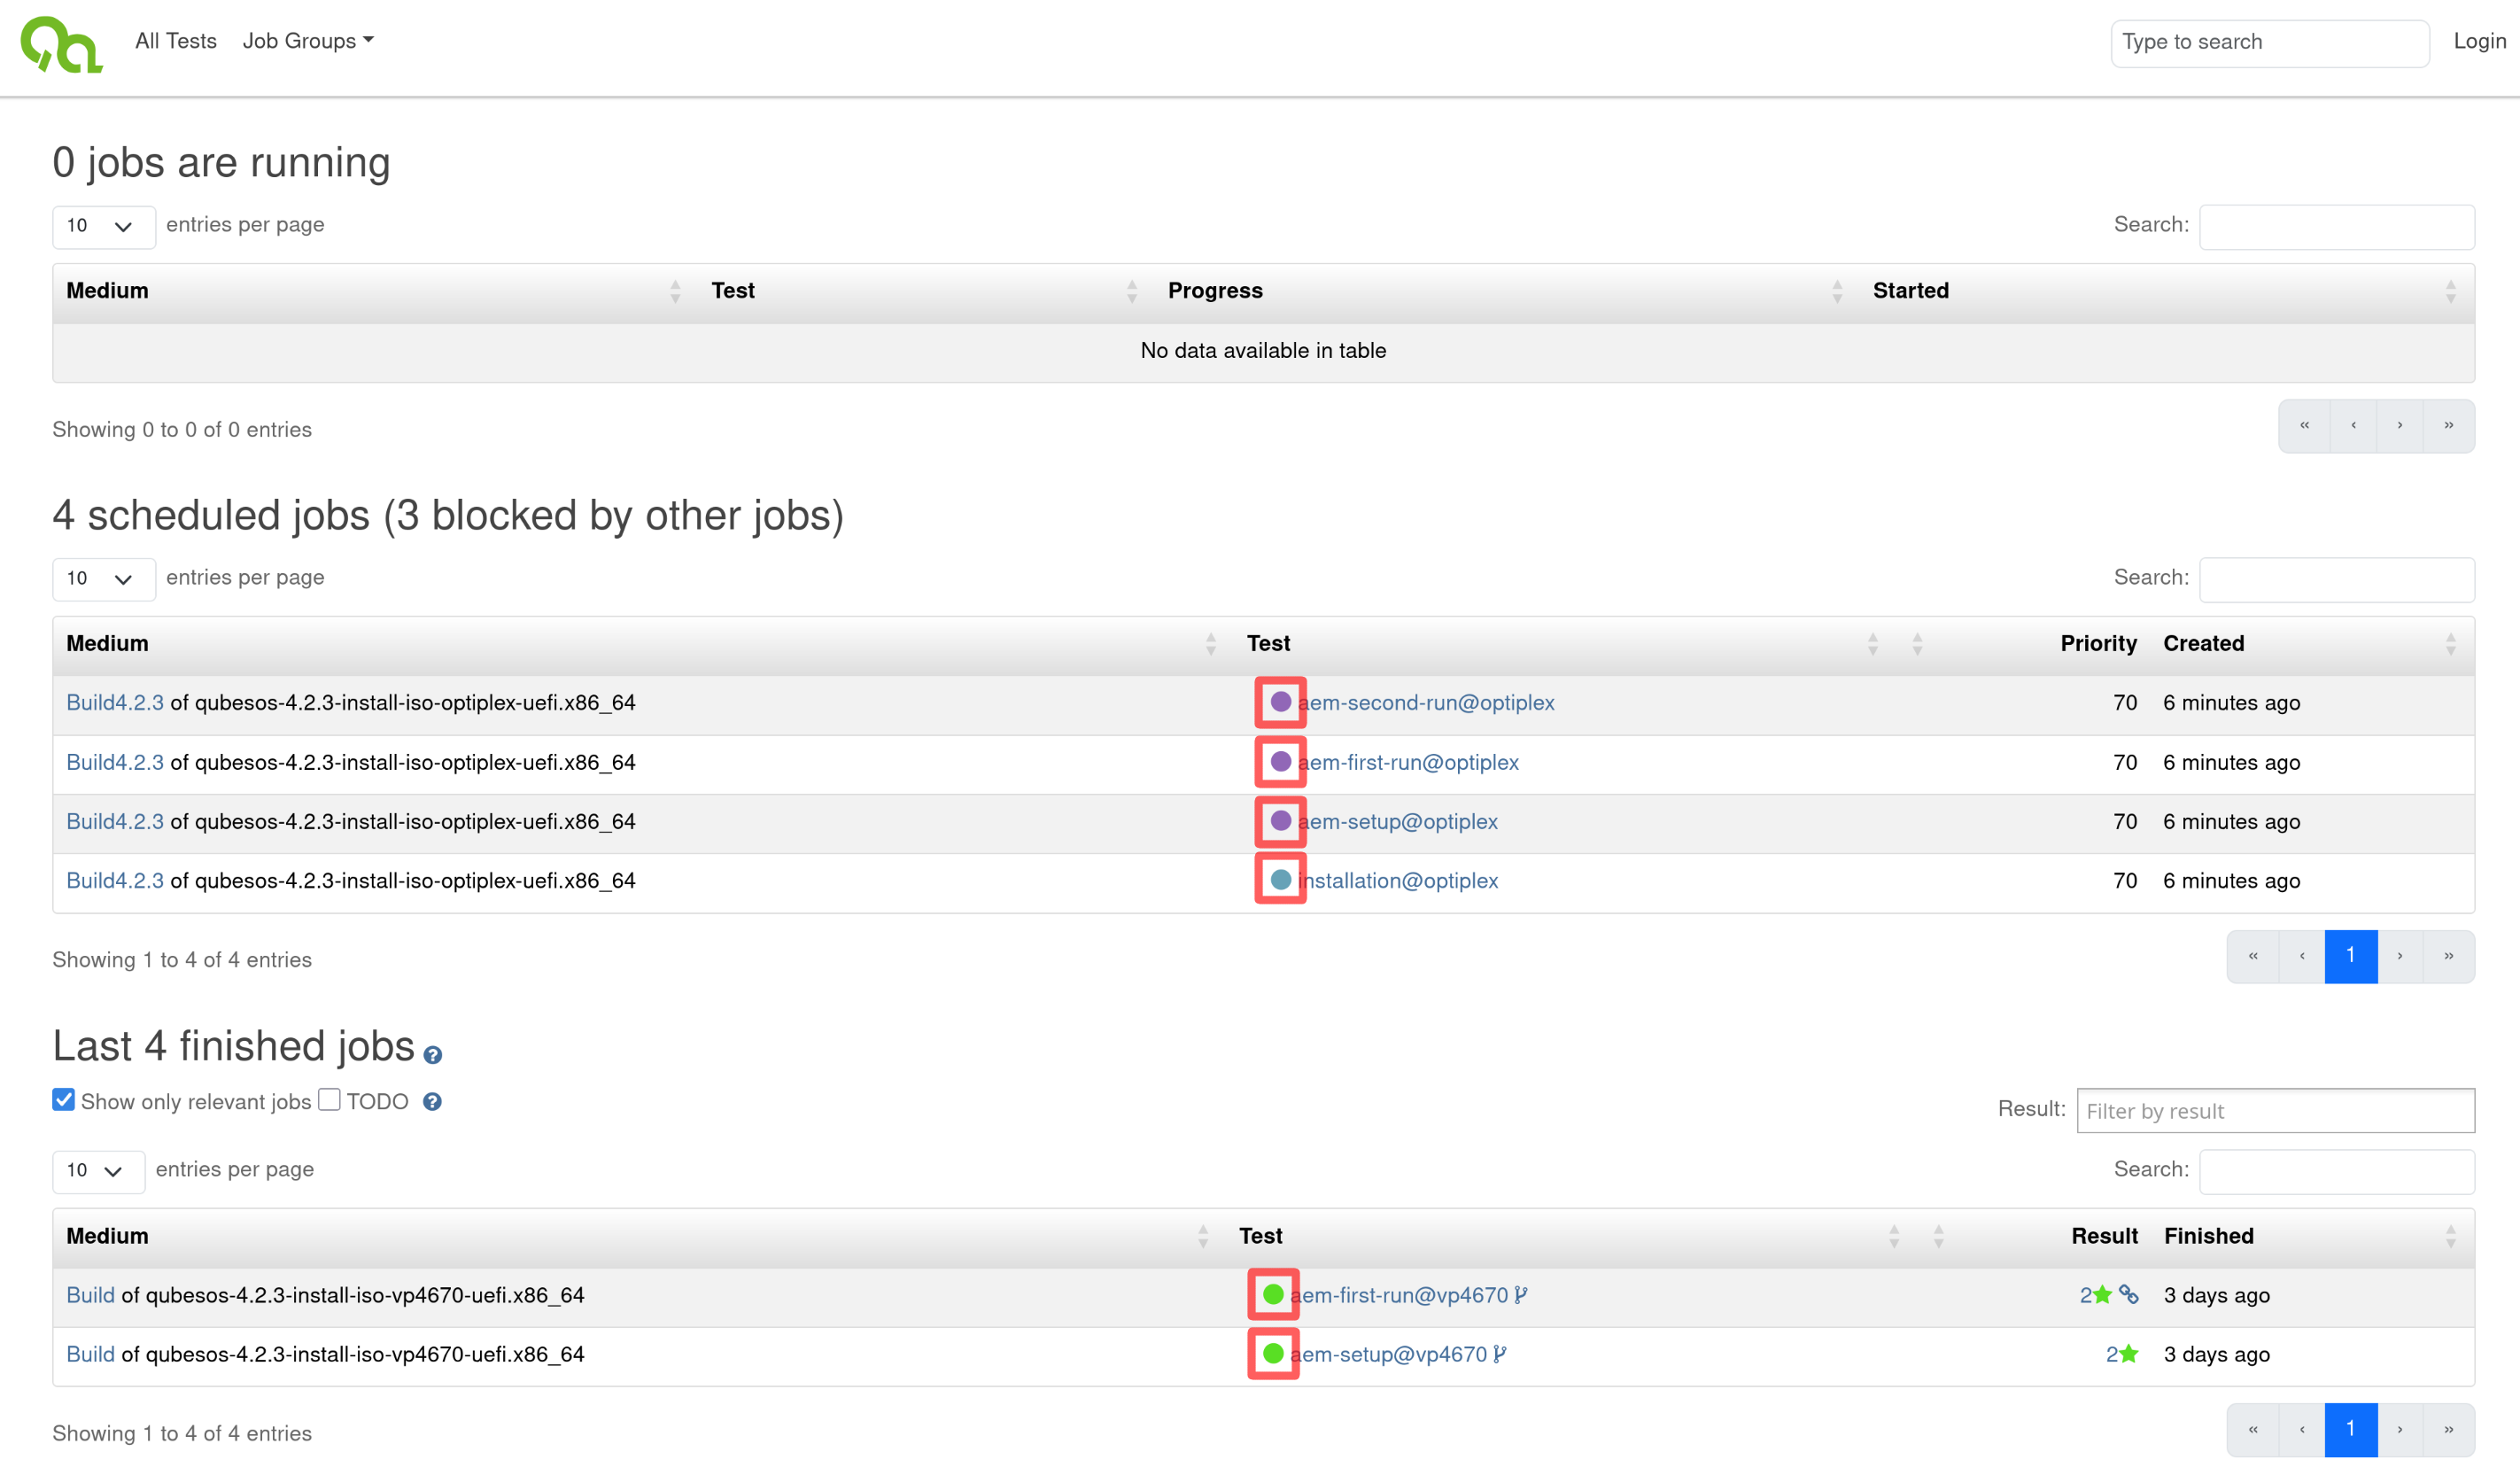 All Tests Job Groups Type to search Login
0 jobs are running
10 entries per page Search:
Medium Test Progress Started
No data available in table
Showing 0 to 0 of 0 entries « ‹ › »
4 scheduled jobs (3 blocked by other jobs)
10 entries per page Search:
Medium Test Priority Created
Build4.2.3 of qubesos-4.2.3-install-iso-optiplex-uefi.x86_64 aem-second-run@optiplex 70 6 minutes ago
Build4.2.3 of qubesos-4.2.3-install-iso-optiplex-uefi.x86_64 aem-first-run@optiplex 70 6 minutes ago
Build4.2.3 of qubesos-4.2.3-install-iso-optiplex-uefi.x86_64 aem-setup@optiplex 70 6 minutes ago
Build4.2.3 of qubesos-4.2.3-install-iso-optiplex-uefi.x86_64 installation@optiplex 70 6 minutes ago
Showing 1 to 4 of 4 entries « ‹ 1 › »
Last 4 finished jobs ?
Show only relevant jobs TODO ? Result: Filter by result
10 entries per page Search:
Medium Test Result Finished
Build of qubesos-4.2.3-install-iso-vp4670-uefi.x86_64 aem-first-run@vp4670 2 3 days ago
Build of qubesos-4.2.3-install-iso-vp4670-uefi.x86_64 aem-setup@vp4670 2 3 days ago
Showing 1 to 4 of 4 entries « ‹ 1 › »